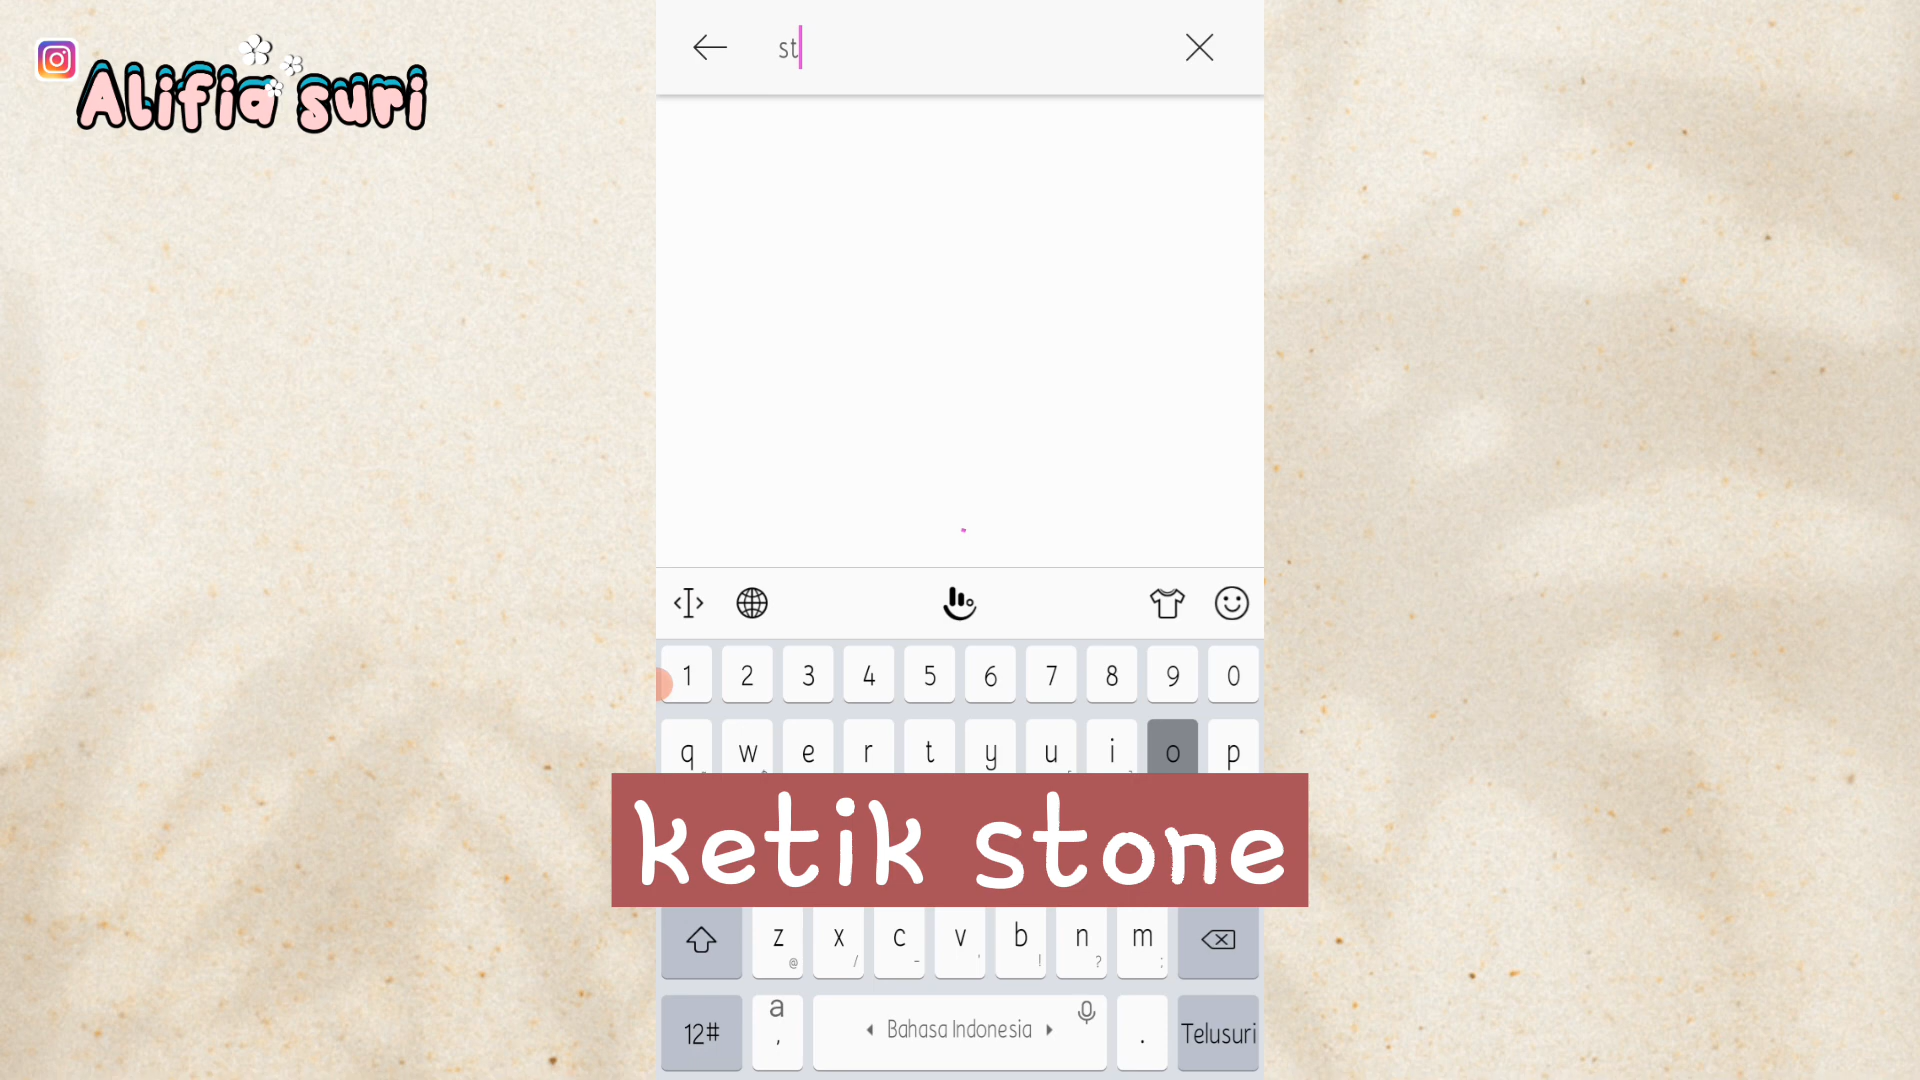 st
Alifia suri
1 2 3 4 5 6 7 8 9 0
q w e r t y u i o p
ketik stone
z x c v b n m
@ / - ' ! ? ;
a
12# , Bahasa Indonesia . Telusuri